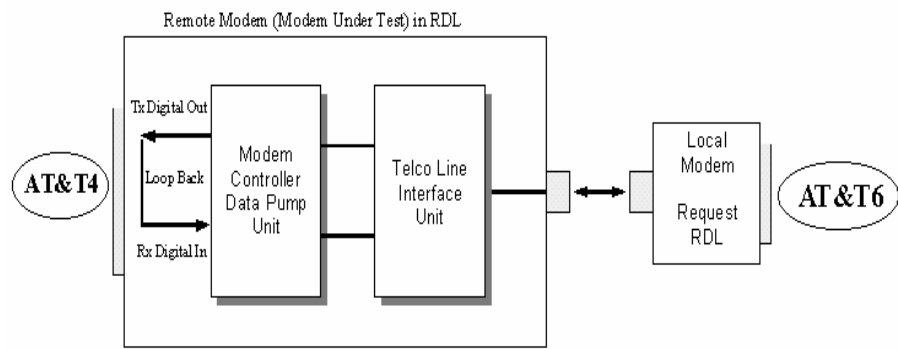 Remote Modem (Modem Under Test) in RDL
Tx Digital Out
AT&T4
Loop Back
Rx Digital In
Modem
Controller
Data Pump
Unit
Telco Line
Interface
Unit
Local
Modem
Request
RDL
AT&T6